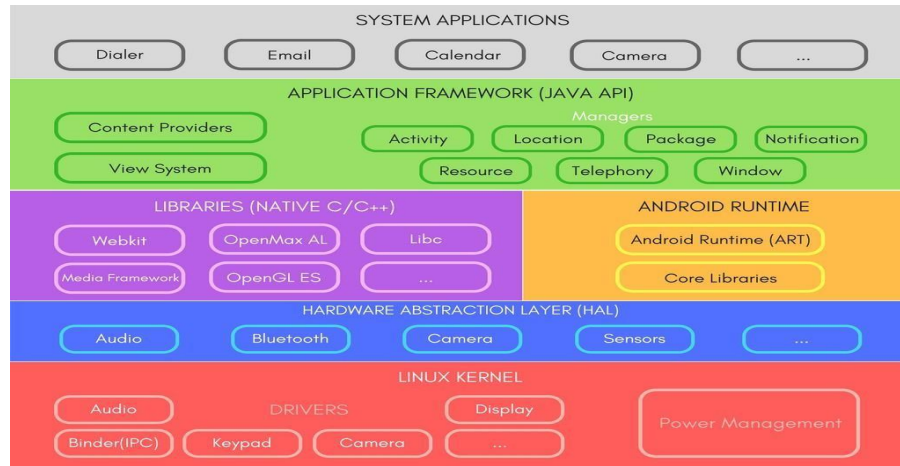 SYSTEM APPLICATIONS
Dialer Email Calendar Camera ...
APPLICATION FRAMEWORK (JAVA API)
Managers
Content Providers
Activity Location Package Notification
View System
Resource Telephony Window
LIBRARIES (NATIVE C/C++)
Webkit OpenMax AL Libc
Media Framework OpenGL ES ...
ANDROID RUNTIME
Android Runtime (ART)
Core Libraries
HARDWARE ABSTRACTION LAYER (HAL)
Audio Bluetooth Camera Sensors ...
LINUX KERNEL
Audio DRIVERS Display
Binder(IPC) Keypad Camera ...
Power Management